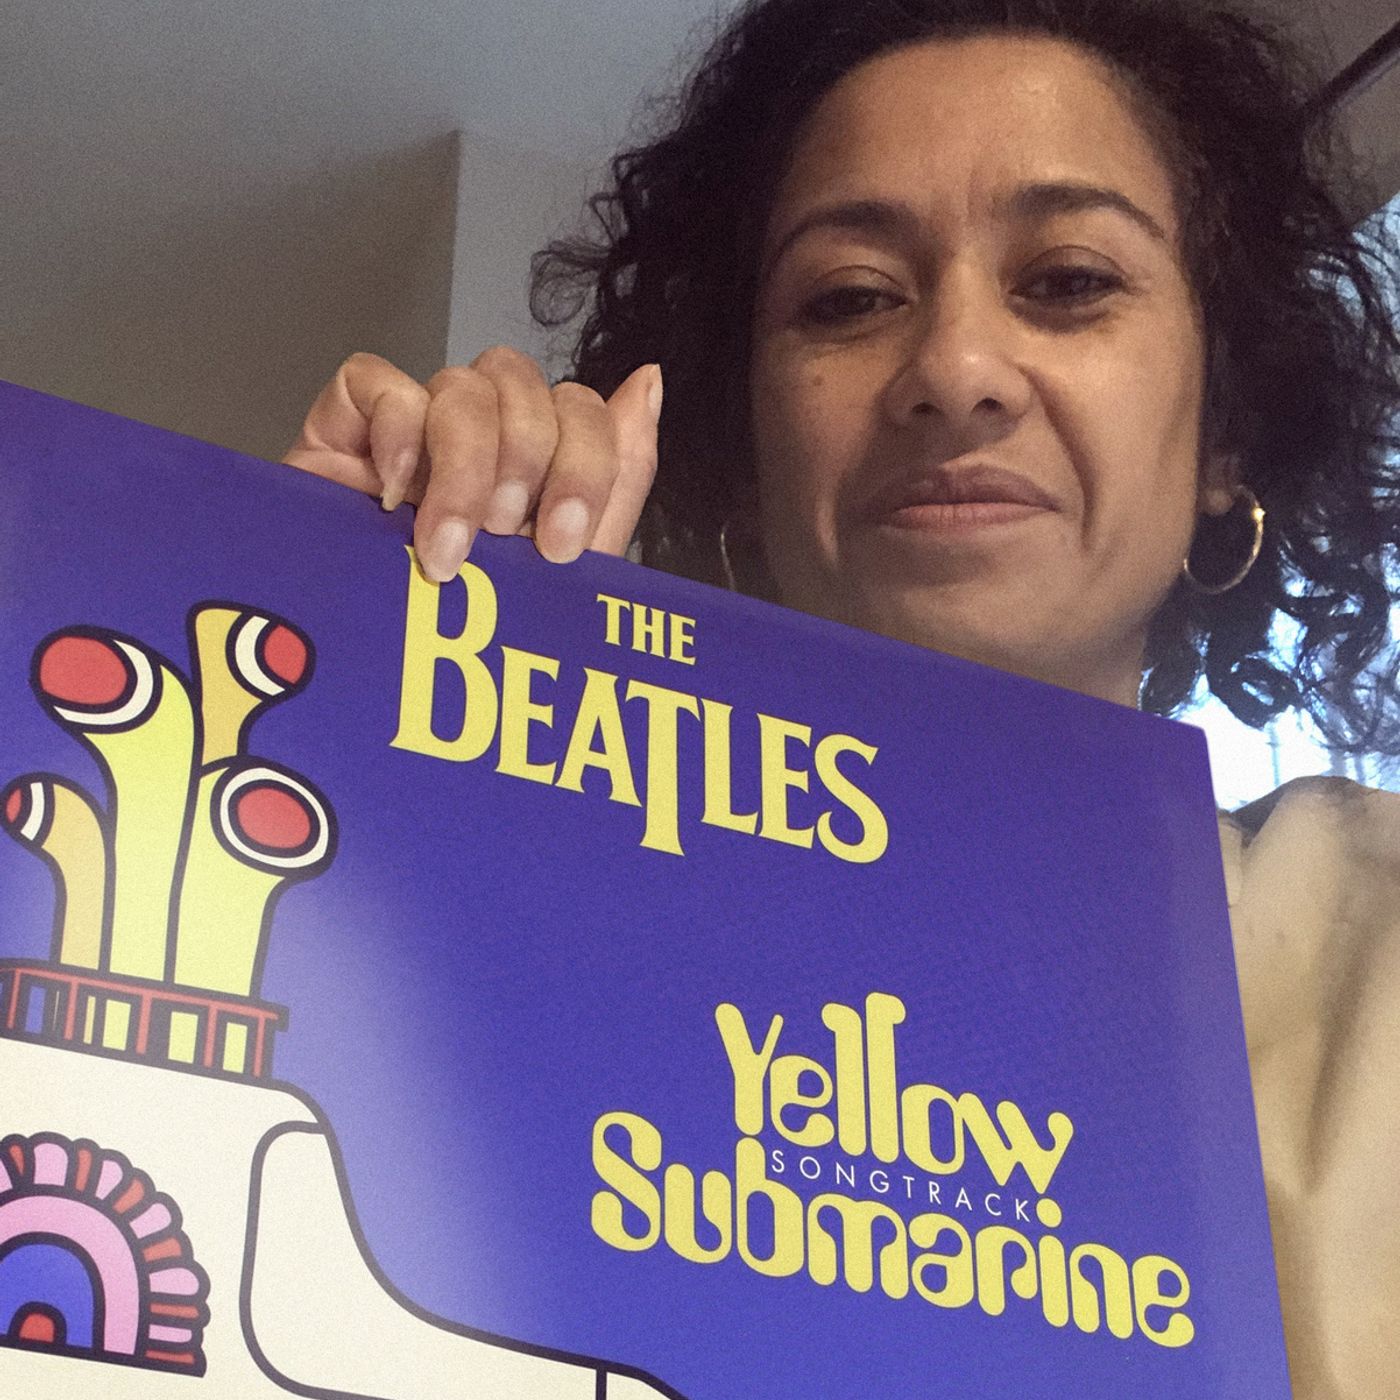 THE
BEATLES
Yellow
SONGTRACK
Submarine